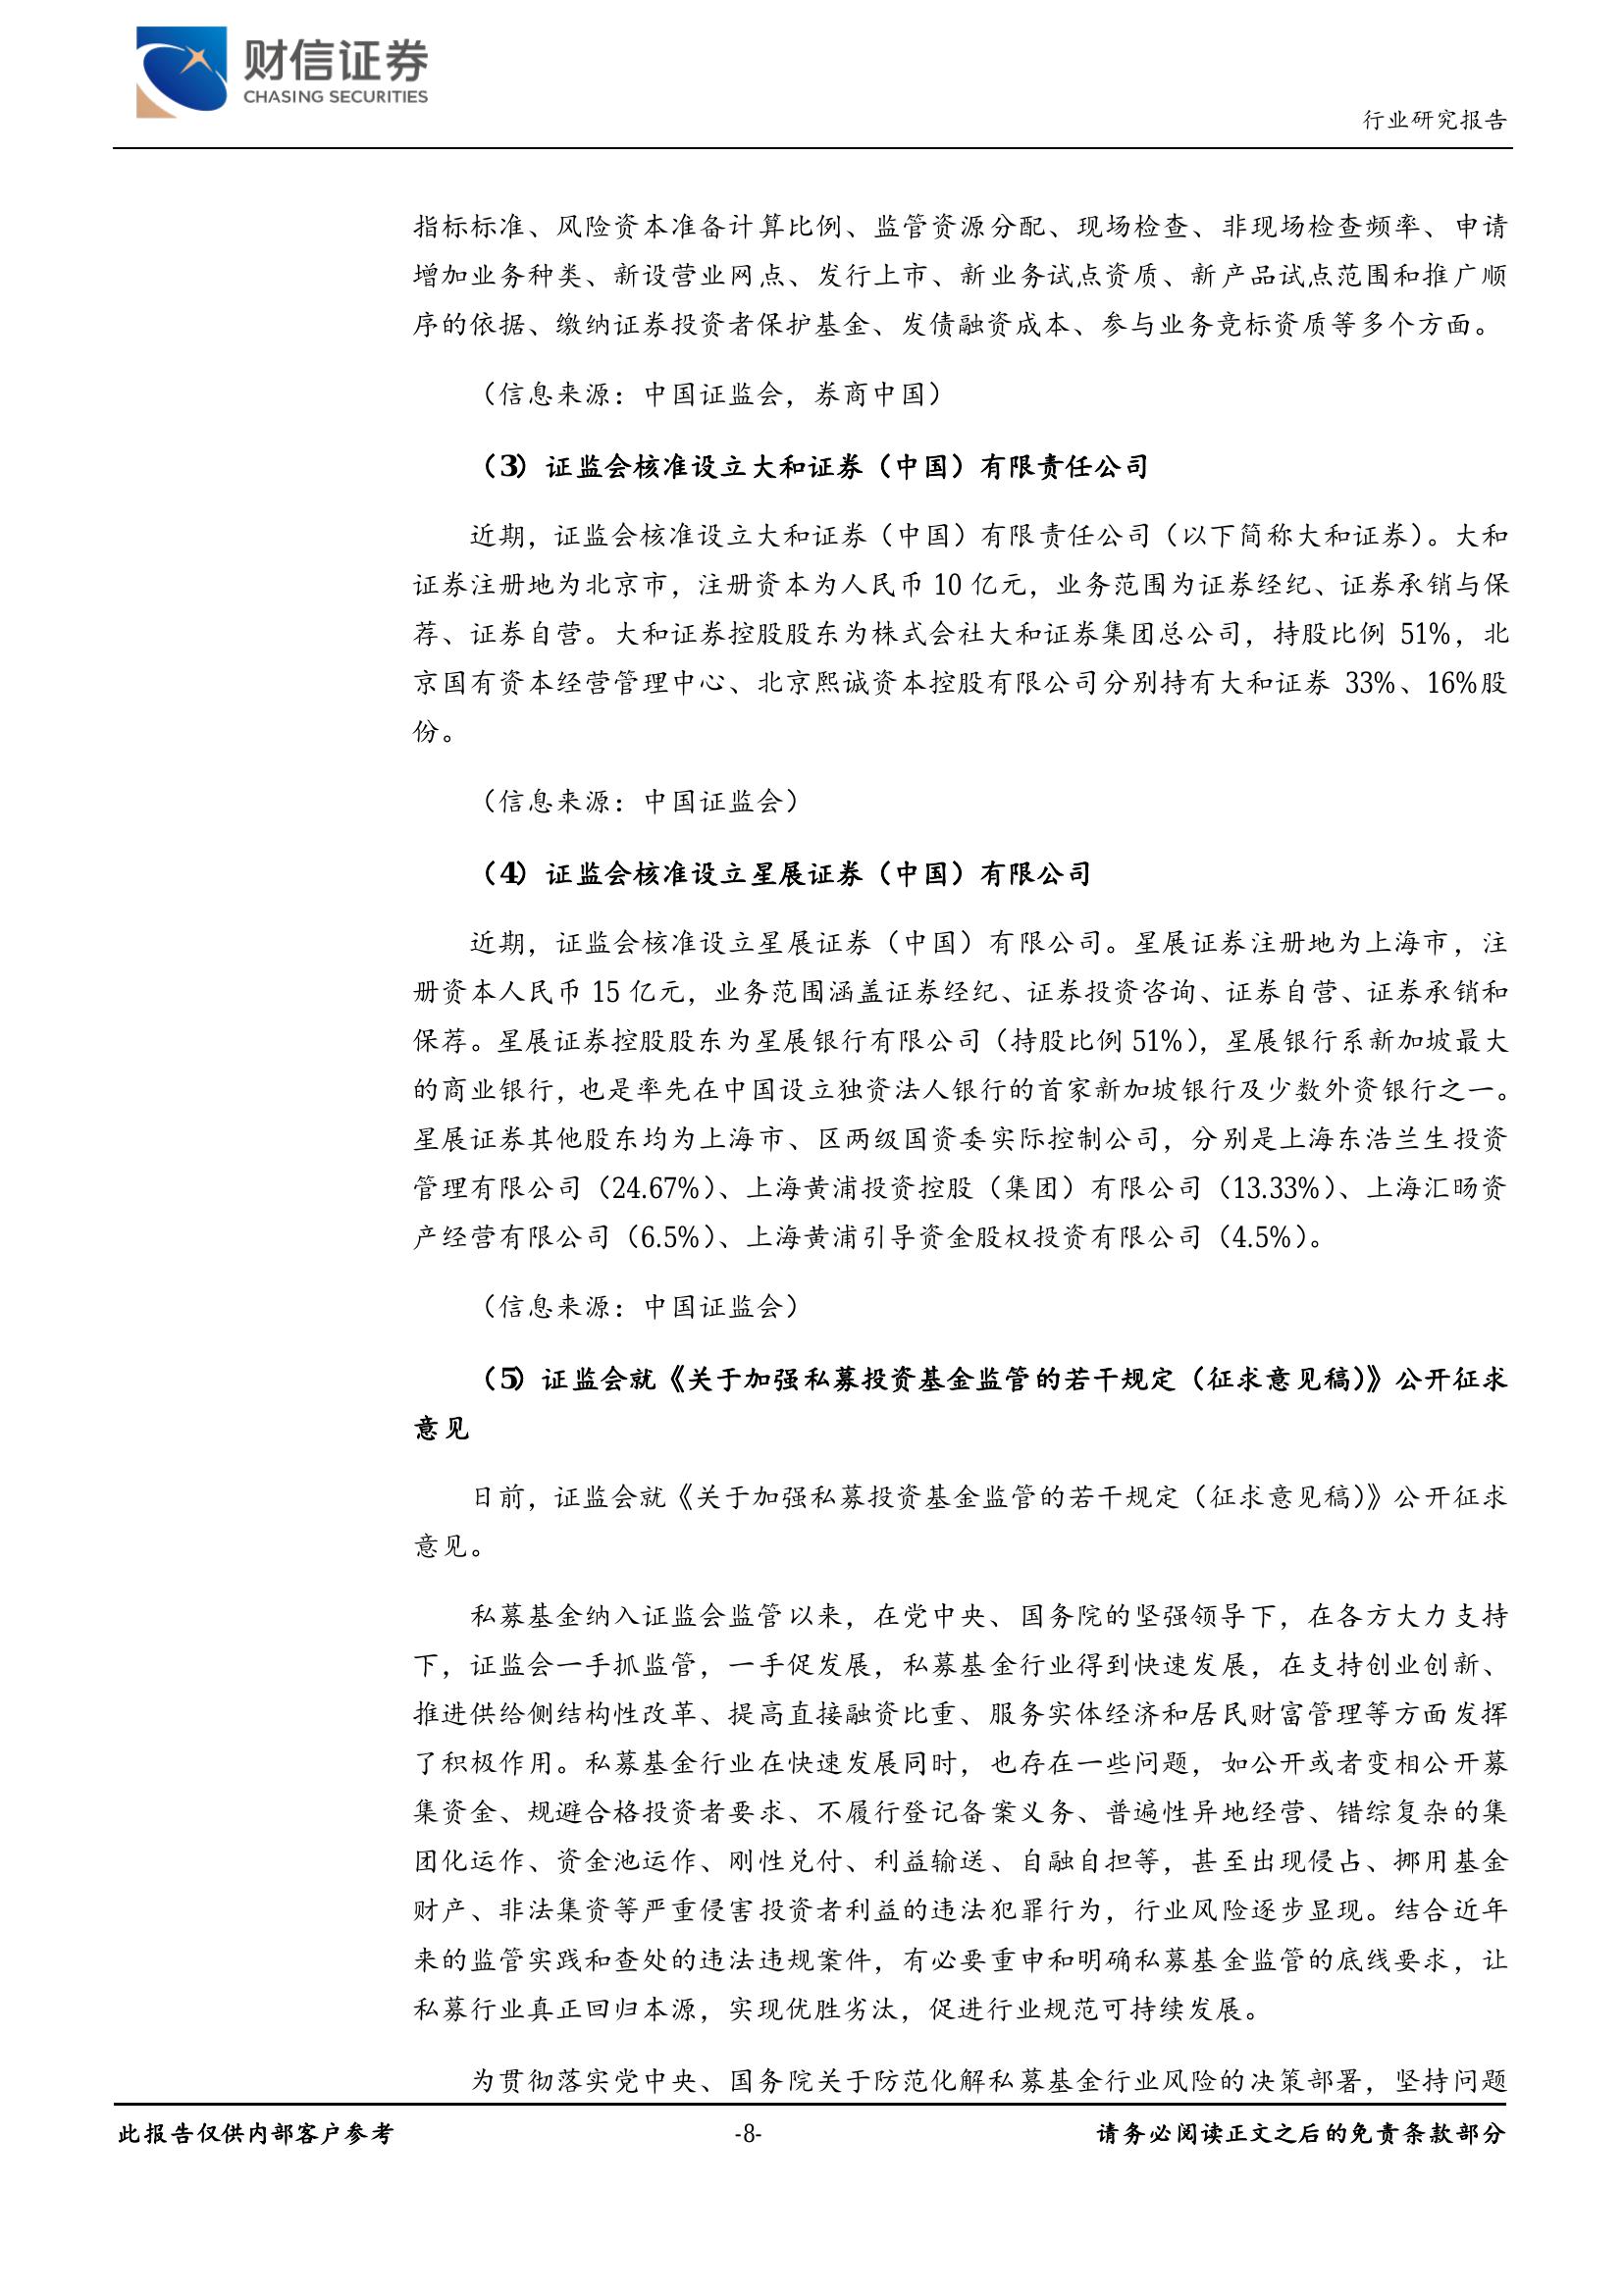 财信证券
CHASING SECURITIES
行业研究报告
指标标准、风险资本准备计算比例、监管资源分配、现场检查、非现场检查频率、申请
增加业务种类、新设营业网点、发行上市、新业务试点资质、新产品试点范围和推广顺
序的依据、缴纳证券投资者保护基金、发债融资成本、参与业务竞标资质等多个方面。
（信息来源：中国证监会，券商中国）
（3）证监会核准设立大和证券（中国）有限责任公司
近期，证监会核准设立大和证券（中国）有限责任公司（以下简称大和证券）。大和
证券注册地为北京市，注册资本为人民币 10 亿元，业务范围为证券经纪、证券承销与保
荐、证券自营。大和证券控股股东为株式会社大和证券集团总公司，持股比例 51%，北
京国有资本经营管理中心、北京熙诚资本控股有限公司分别持有大和证券 33%、16%股
份。
（信息来源：中国证监会）
（4）证监会核准设立星展证券（中国）有限公司
近期，证监会核准设立星展证券（中国）有限公司。星展证券注册地为上海市，注
册资本人民币 15 亿元，业务范围涵盖证券经纪、证券投资咨询、证券自营、证券承销和
保荐。星展证券控股股东为星展银行有限公司（持股比例 51%），星展银行系新加坡最大
的商业银行，也是率先在中国设立独资法人银行的首家新加坡银行及少数外资银行之一。
星展证券其他股东均为上海市、区两级国资委实际控制公司，分别是上海东浩兰生投资
管理有限公司（24.67%）、上海黄浦投资控股（集团）有限公司（13.33%）、上海汇旸资
产经营有限公司（6.5%）、上海黄浦引导资金股权投资有限公司（4.5%）。
（信息来源：中国证监会）
（5）证监会就《关于加强私募投资基金监管的若干规定（征求意见稿）》公开征求
意见
日前，证监会就《关于加强私募投资基金监管的若干规定（征求意见稿）》公开征求
意见。
私募基金纳入证监会监管以来，在党中央、国务院的坚强领导下，在各方大力支持
下，证监会一手抓监管，一手促发展，私募基金行业得到快速发展，在支持创业创新、
推进供给侧结构性改革、提高直接融资比重、服务实体经济和居民财富管理等方面发挥
了积极作用。私募基金行业在快速发展同时，也存在一些问题，如公开或者变相公开募
集资金、规避合格投资者要求、不履行登记备案义务、普遍性异地经营、错综复杂的集
团化运作、资金池运作、刚性兑付、利益输送、自融自担等，甚至出现侵占、挪用基金
财产、非法集资等严重侵害投资者利益的违法犯罪行为，行业风险逐步显现。结合近年
来的监管实践和查处的违法违规案件，有必要重申和明确私募基金监管的底线要求，让
私募行业真正回归本源，实现优胜劣汰，促进行业规范可持续发展。
为贯彻落实党中央、国务院关于防范化解私募基金行业风险的决策部署，坚持问题
此报告仅供内部客户参考
-8-
请务必阅读正文之后的免责条款部分